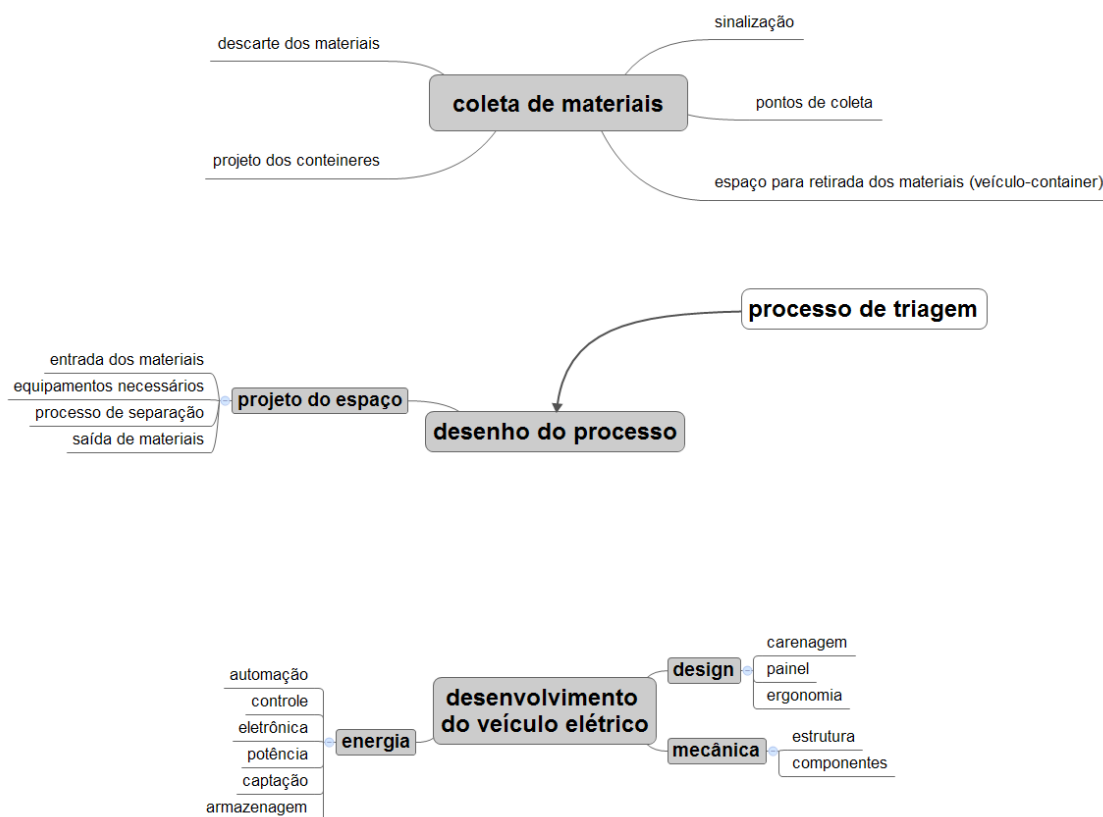 sinalização
descarte dos materiais
coleta de materiais
pontos de coleta
projeto dos conteineres
espaço para retirada dos materiais (veículo-container)
processo de triagem
entrada dos materiais
equipamentos necessários
processo de separação
saída de materiais
projeto do espaço
desenho do processo
automação
controle
eletrônica
potência
captação
armazenagem
energia
desenvolvimento
do veículo elétrico
design
carenagem
painel
ergonomia
mecânica
estrutura
componentes